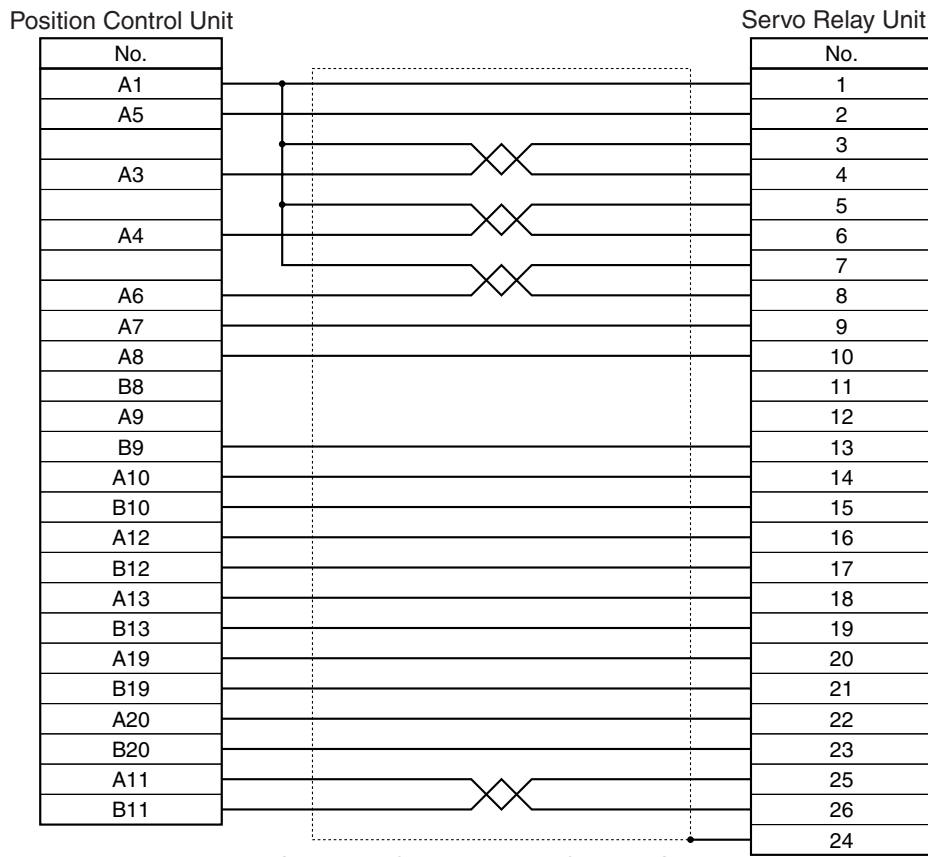 Position Control Unit Servo Relay Unit
No. No.
A1 1
A5 2
3
A3 4
5
A4 6
7
A6 8
A7 9
A8 10
B8 11
A9 12
B9 13
A10 14
B10 15
A12 16
B12 17
A13 18
B13 19
A19 20
B19 21
A20 22
B20 23
A11 25
B11 26
24